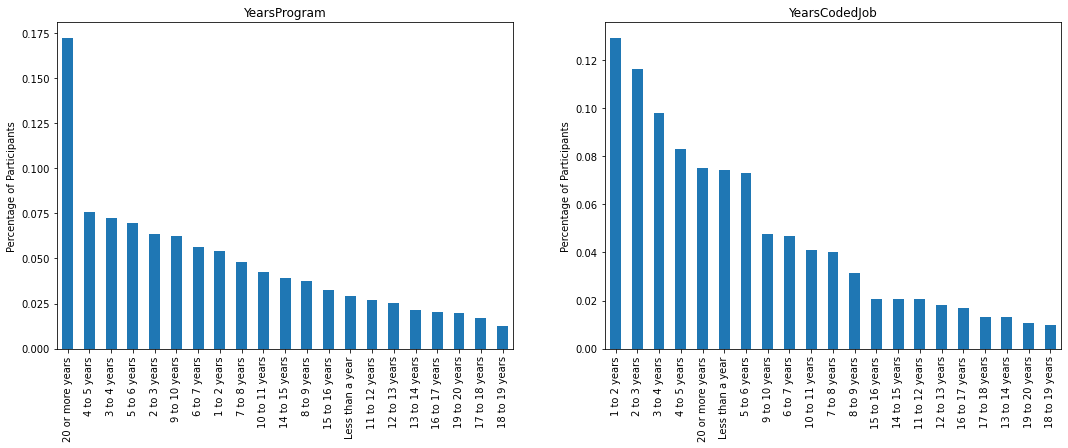 YearsProgram
Percentage of Participants
0.175
0.150
0.125
0.100
0.075
0.050
0.025
0.000
20 or more years
4 to 5 years
3 to 4 years
5 to 6 years
2 to 3 years
9 to 10 years
6 to 7 years
1 to 2 years
7 to 8 years
10 to 11 years
14 to 15 years
8 to 9 years
15 to 16 years
Less than a year
11 to 12 years
12 to 13 years
13 to 14 years
16 to 17 years
19 to 20 years
17 to 18 years
18 to 19 years
YearsCodedJob
Percentage of Participants
0.12
0.10
0.08
0.06
0.04
0.02
0.00
1 to 2 years
2 to 3 years
3 to 4 years
4 to 5 years
20 or more years
Less than a year
5 to 6 years
9 to 10 years
6 to 7 years
10 to 11 years
7 to 8 years
8 to 9 years
15 to 16 years
14 to 15 years
11 to 12 years
12 to 13 years
16 to 17 years
17 to 18 years
13 to 14 years
19 to 20 years
18 to 19 years